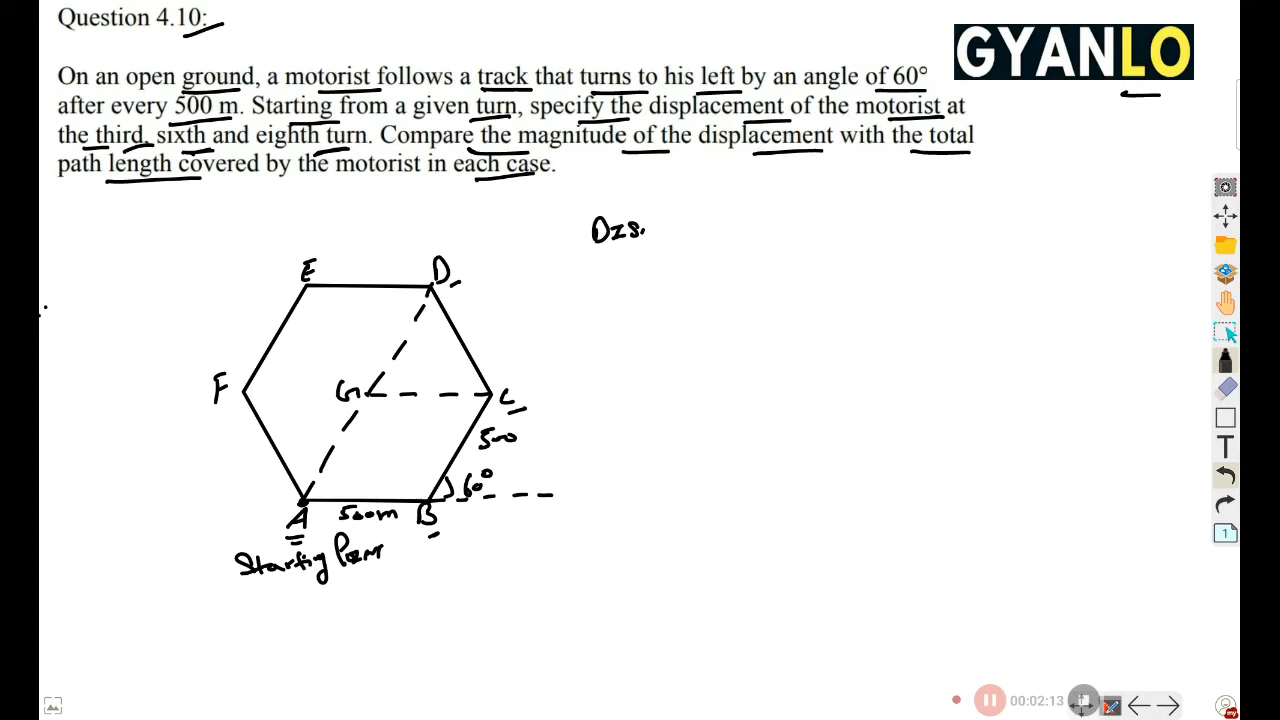 Question 4.10:
GYANLO
On an open ground, a motorist follows a track that turns to his left by an angle of 60°
after every 500 m. Starting from a given turn, specify the displacement of the motorist at
the third, sixth and eighth turn. Compare the magnitude of the displacement with the total
path length covered by the motorist in each case.
Dis.
E D
F G C
500
60°
A 500m B
Starting Point
T
1
00:02:13